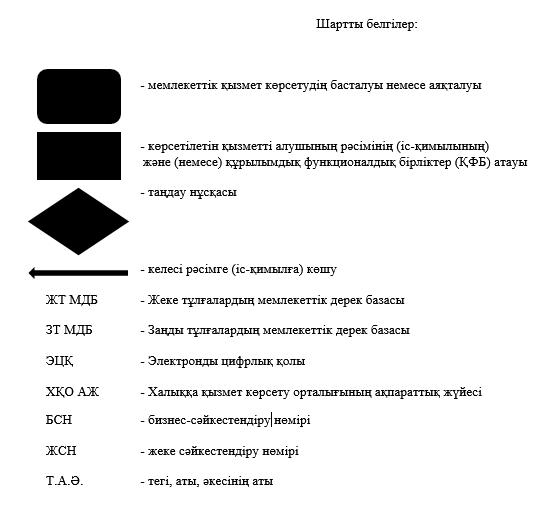 Шартты белгілер:
- мемлекеттік қызмет көрсетудің басталуы немесе аяқталуы
- көрсетілетін қызметті алушының рәсімінің (іс-қимылының)
және (немесе) құрылымдық функционалдық бірліктер (ҚФБ) атауы
- таңдау нұсқасы
- келесі рәсімге (іс-қимылға) көшу
ЖТ МДБ - Жеке тұлғалардың мемлекеттік дерек базасы
ЗТ МДБ - Заңды тұлғалардың мемлекеттік дерек базасы
ЭЦҚ - Электронды цифрлық қолы
ХҚО АЖ - Халыққа қызмет көрсету орталығының ақпараттық жүйесі
БСН - бизнес-сәйкестендіру нөмірі
ЖСН - жеке сәйкестендіру нөмірі
Т.А.Ә. - тегі, аты, әкесінің аты